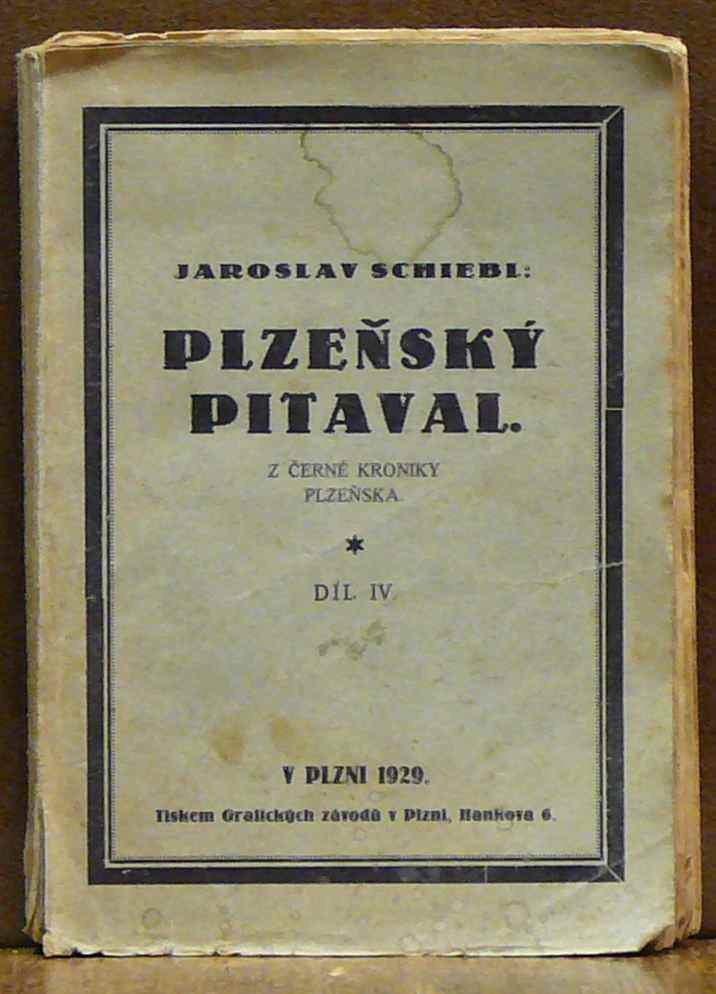 JAROSLAV SCHIEBL:
PLZEŇSKÝ
PITAVAL.
Z ČERNÉ KRONIKY
PLZEŇSKA.
*
DÍL IV.
V PLZNI 1929.
Tiskem Grafických závodů v Plzni, Hankova 6.